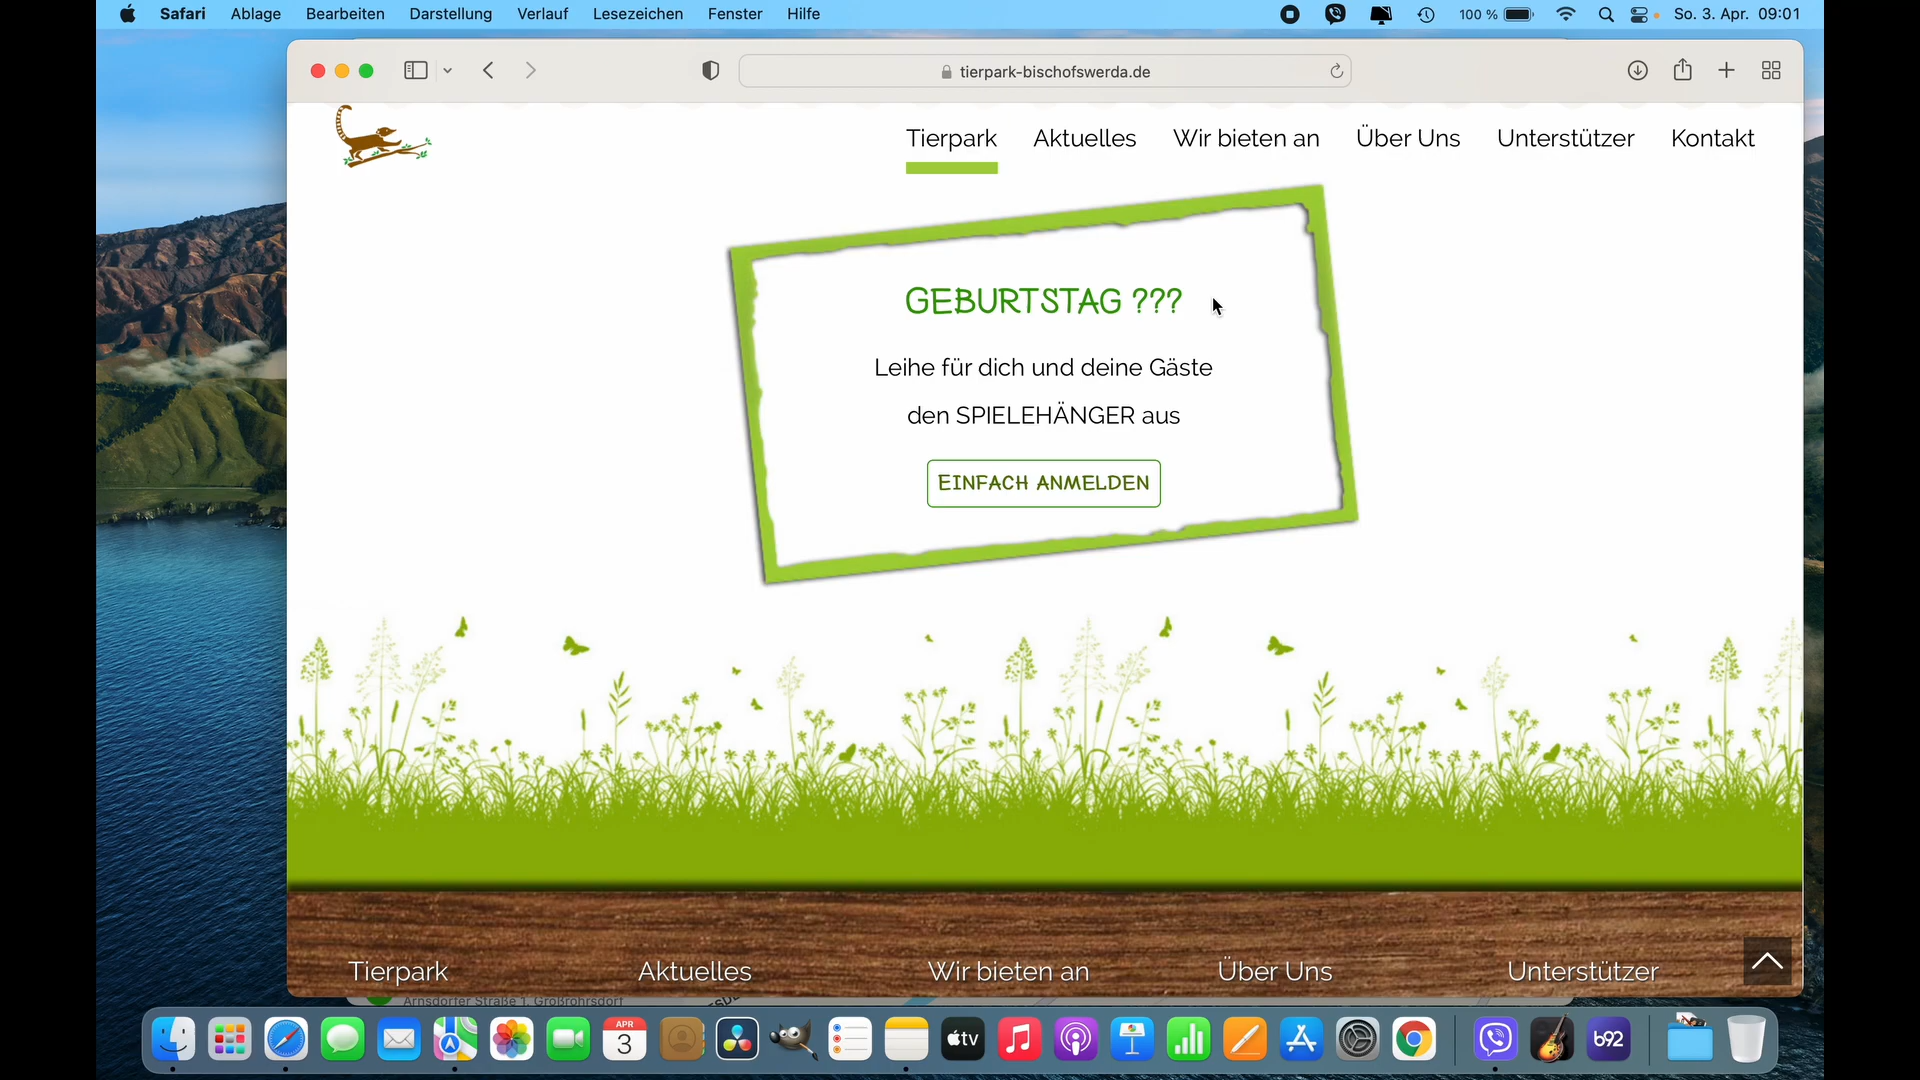 Safari Ablage Bearbeiten Darstellung Verlauf Lesezeichen Fenster Hilfe 100 % So. 3. Apr. 09:01
tierpark-bischofswerda.de
Tierpark Aktuelles Wir bieten an Über Uns Unterstützer Kontakt
GEBURTSTAG ???
Leihe für dich und deine Gäste
den SPIELEHÄNGER aus
EINFACH ANMELDEN
Tierpark Aktuelles Wir bieten an Über Uns Unterstützer
Arnsdorfer Straße 1, Großröhrsdorf
APR
3
tv
b92